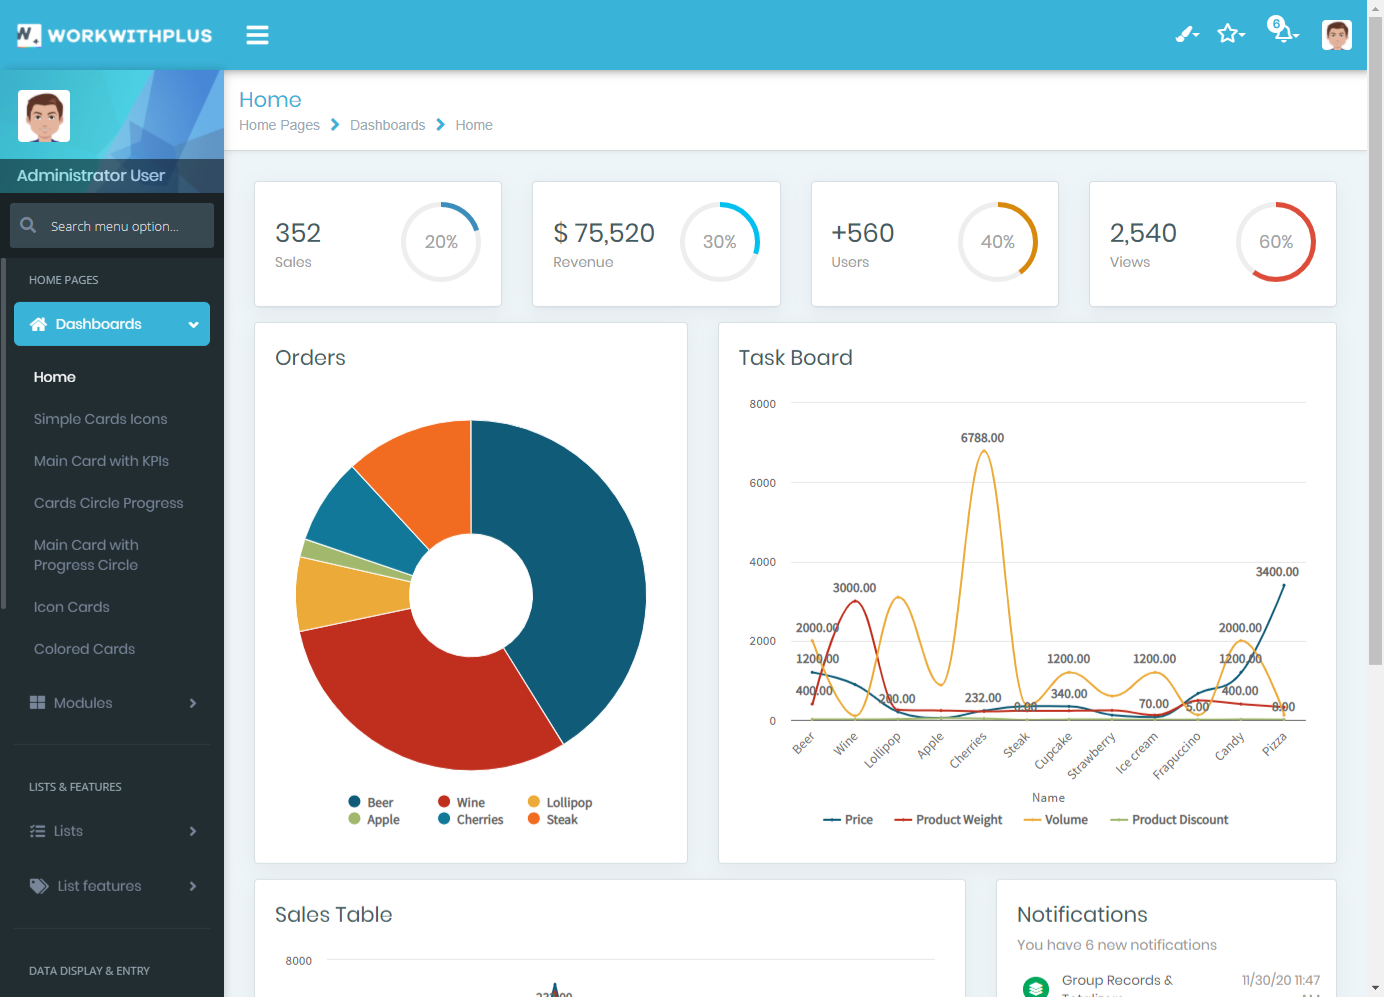 WORKWITHPLUS
6
Administrator User
Search menu option...
HOME PAGES
Dashboards
Home
Simple Cards Icons
Main Card with KPIs
Cards Circle Progress
Main Card with
Progress Circle
Icon Cards
Colored Cards
Modules
LISTS & FEATURES
Lists
List features
DATA DISPLAY & ENTRY
Home
Home Pages Dashboards Home
352
Sales
20%
$ 75,520
Revenue
30%
+560
Users
40%
2,540
Views
60%
Orders
Beer Wine Lollipop
Apple Cherries Steak
Task Board
8000
6000
4000
2000
0
6788.00
3400.00
3000.00
2000.00
2000.00
1200.00
1200.00
1200.00
1200.00
400.00
200.00
232.00
0.00
340.00
70.00
5.00
400.00
0.00
Beer
Wine
Lollipop
Apple
Cherries
Steak
Cupcake
Strawberry
Ice cream
Frapuccino
Candy
Pizza
Name
Price Product Weight Volume Product Discount
Sales Table
8000
Notifications
You have 6 new notifications
Group Records & 11/30/20 11:47